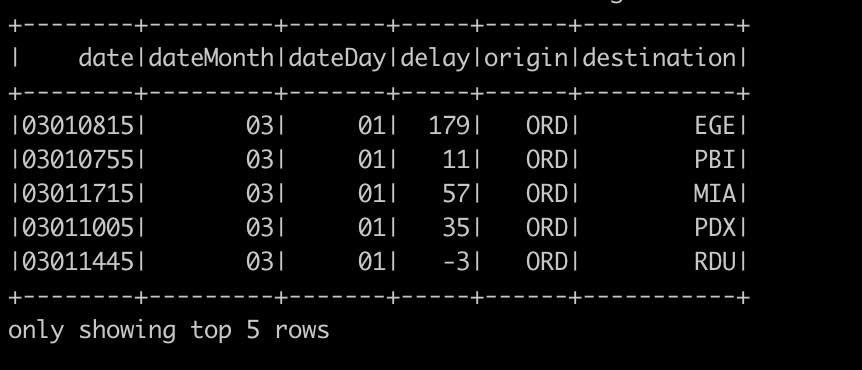 +--------+---------+-------+-----+------+-----------+
|    date|dateMonth|dateDay|delay|origin|destination|
+--------+---------+-------+-----+------+-----------+
|03010815|       03|     01|  179|   ORD|        EGE|
|03010755|       03|     01|   11|   ORD|        PBI|
|03011715|       03|     01|   57|   ORD|        MIA|
|03011005|       03|     01|   35|   ORD|        PDX|
|03011445|       03|     01|   -3|   ORD|        RDU|
+--------+---------+-------+-----+------+-----------+
only showing top 5 rows